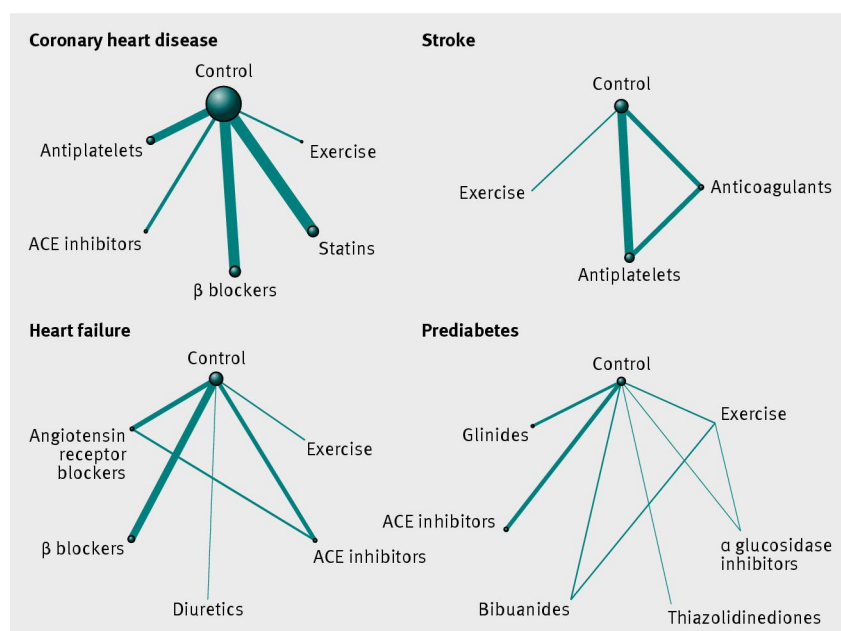 Coronary heart disease
Control
Antiplatelets
Exercise
ACE inhibitors
Statins
β blockers
Stroke
Control
Exercise
Anticoagulants
Antiplatelets
Heart failure
Control
Angiotensin
receptor
blockers
Exercise
β blockers
ACE inhibitors
Diuretics
Prediabetes
Control
Glinides
Exercise
ACE inhibitors
α glucosidase
inhibitors
Bibuanides
Thiazolidinediones